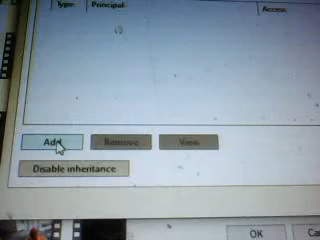 Type Principal Access
Add Remove View
Disable inheritance
OK